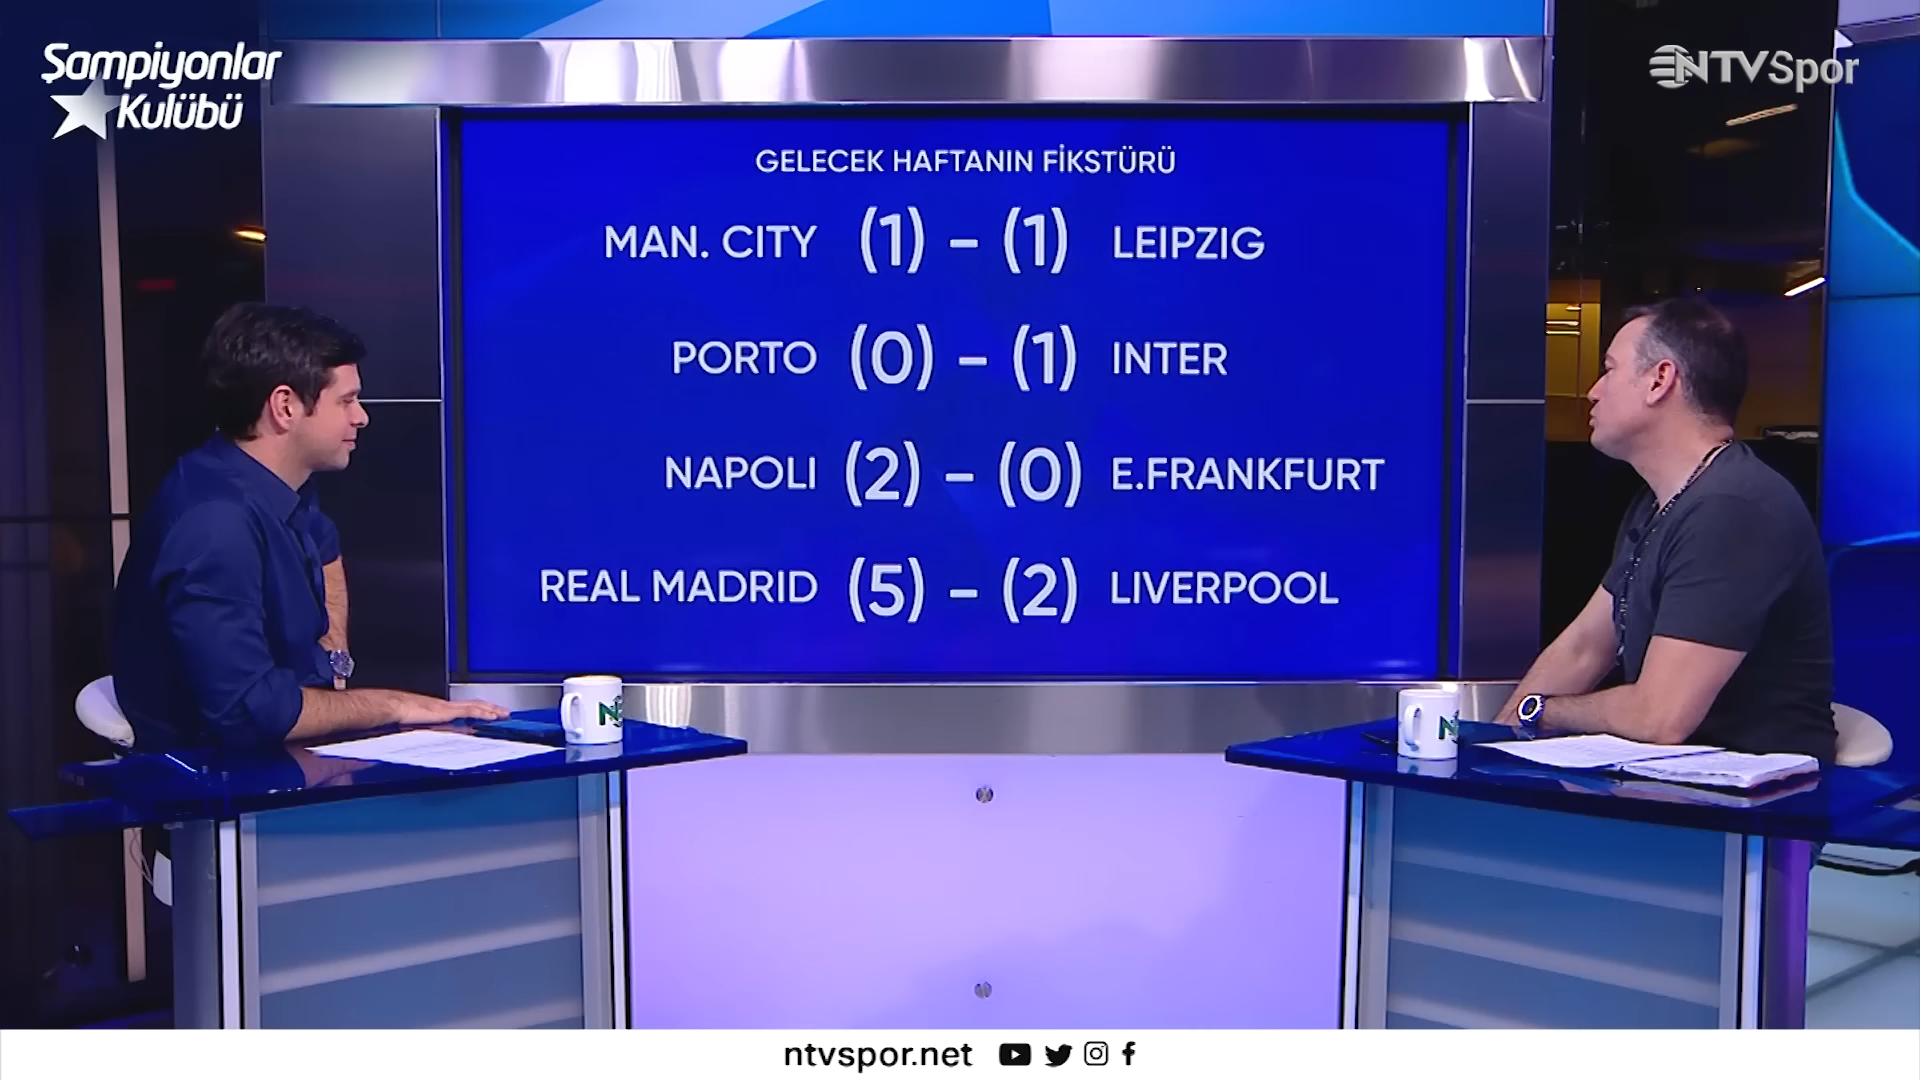 Şampiyonlar
Kulübü
NTVSpor
GELECEK HAFTANIN FİKSTÜRÜ
MAN. CITY (1) - (1) LEIPZIG
PORTO (0) - (1) INTER
NAPOLI (2) - (0) E.FRANKFURT
REAL MADRID (5) - (2) LIVERPOOL
ntvspor.net